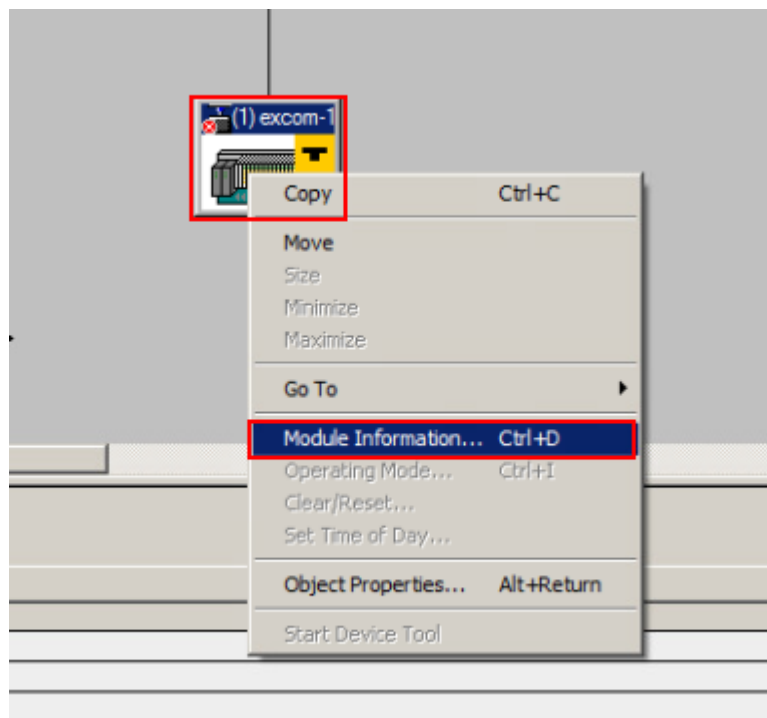 (1) excom-1
Copy Ctrl+C
Move
Size
Minimize
Maximize
Go To
Module Information... Ctrl+D
Operating Mode... Ctrl+I
Clear/Reset...
Set Time of Day...
Object Properties... Alt+Return
Start Device Tool